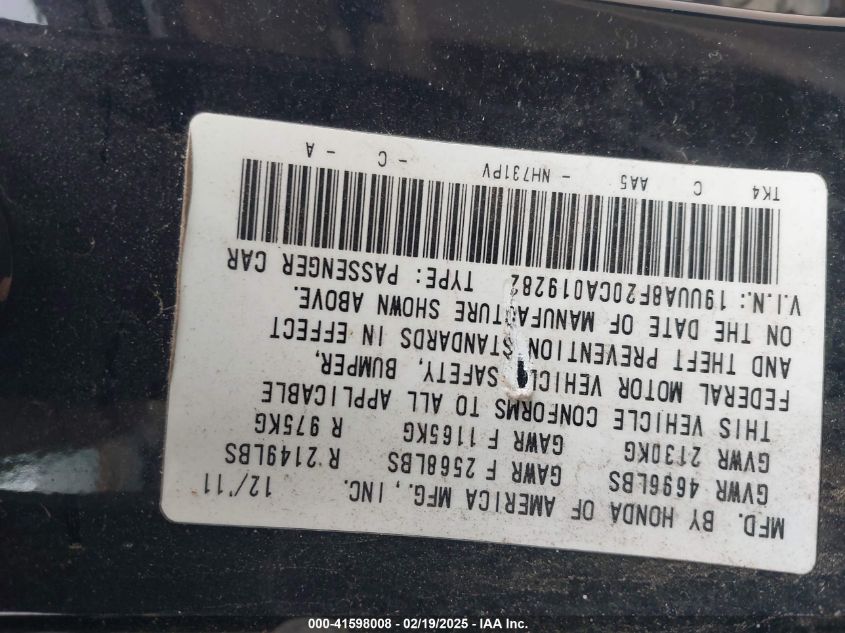 MFD. BY HONDA OF AMERICA MFG., INC. 12/'11
GVWR 4696LBS GAWR F 2568LBS R 2149LBS
GVWR 2130KG GAWR F 1165KG R 975KG
THIS VEHICLE CONFORMS TO ALL APPLICABLE
FEDERAL MOTOR VEHICLE SAFETY, BUMPER,
AND THEFT PREVENTION STANDARDS IN EFFECT
ON THE DATE OF MANUFACTURE SHOWN ABOVE.
V.I.N.: 19UUA8F20CA019282 TYPE: PASSENGER CAR
TK4 C AA5 - NH731PV - C - A
000-41598008 - 02/19/2025 - © IAA, Inc.